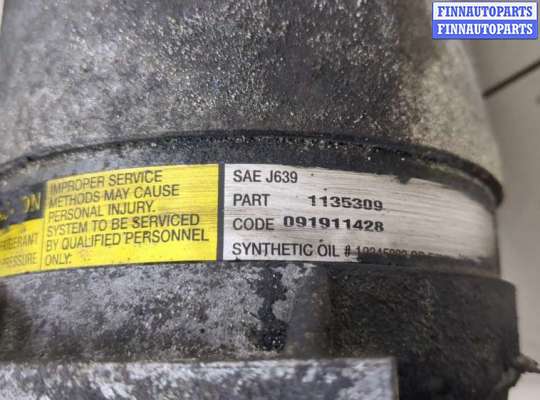 FINNAUTOPARTS
FINNAUTOPARTS
IMPROPER SERVICE
METHODS MAY CAUSE
PERSONAL INJURY.
SYSTEM TO BE SERVICED
BY QUALIFIED PERSONNEL
ONLY.
SAE J639
PART 1135309
CODE 091911428
SYNTHETIC OIL #